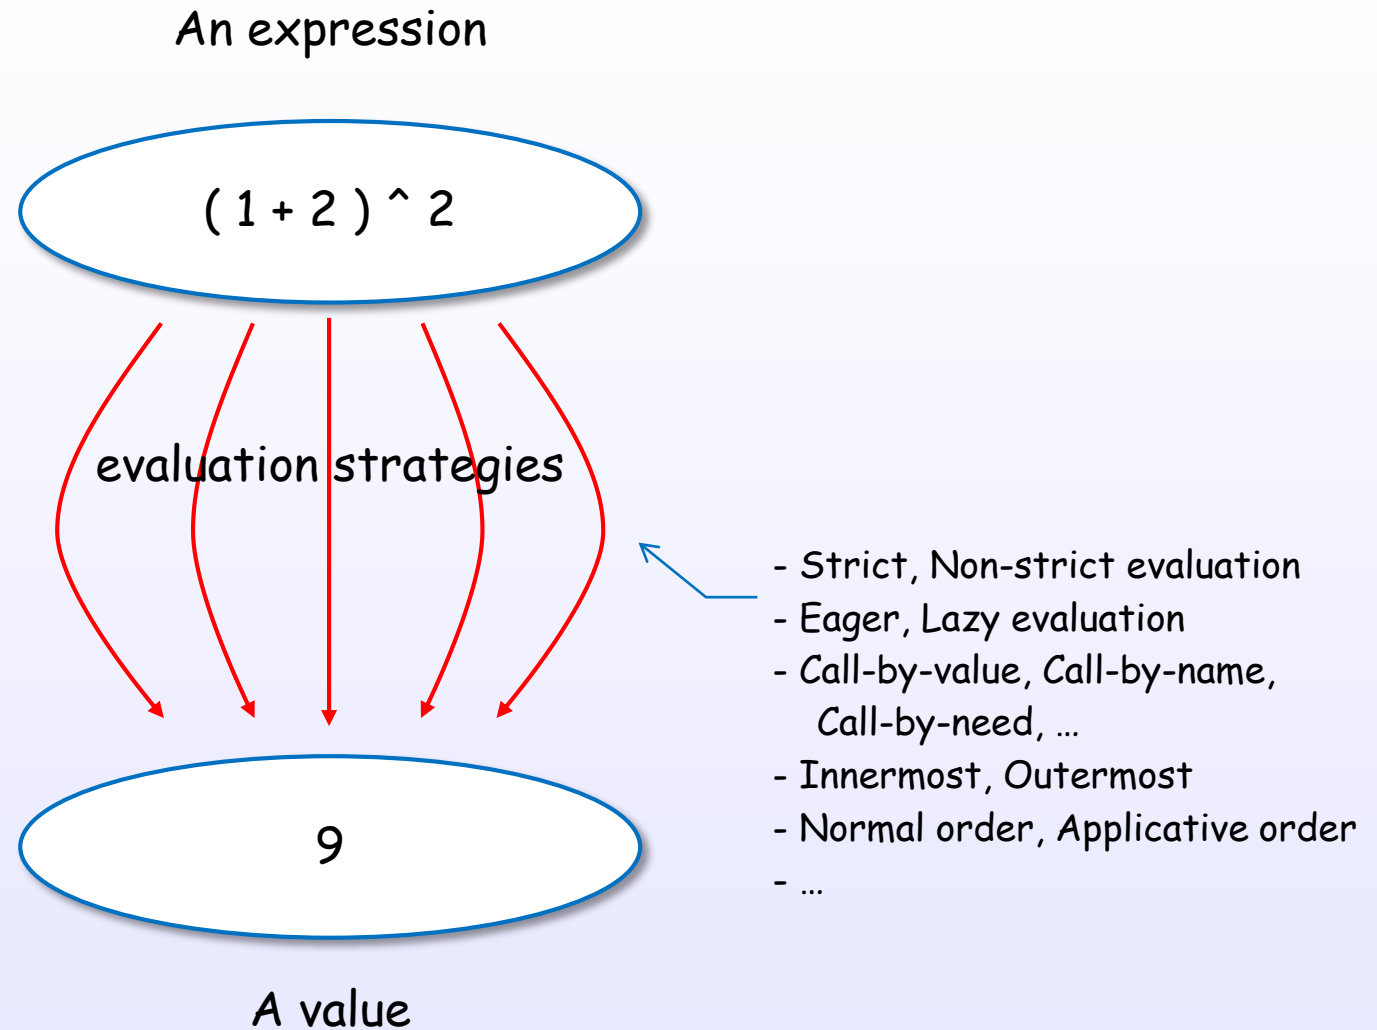 An expression
( 1 + 2 ) ^ 2
evaluation strategies
- Strict, Non-strict evaluation
- Eager, Lazy evaluation
- Call-by-value, Call-by-name,
Call-by-need, …
- Innermost, Outermost
- Normal order, Applicative order
- …
9
A value